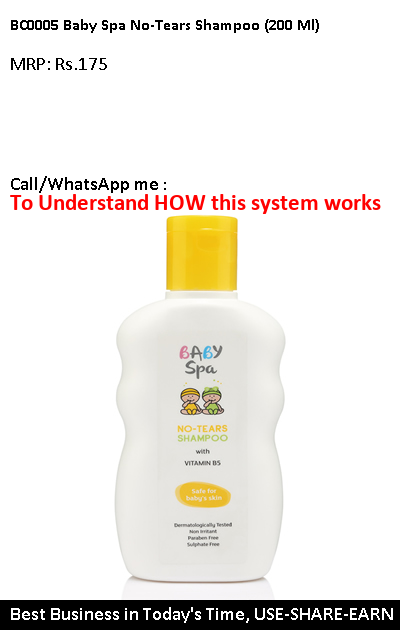 BC0005 Baby Spa No-Tears Shampoo (200 Ml)
MRP: Rs.175
Call/WhatsApp me :
To Understand HOW this system works
BABY
Spa
NO-TEARS
SHAMPOO
with
VITAMIN B5
Safe for
baby's skin
Dermatologically Tested
Non Irritant
Paraben Free
Sulphate Free
Best Business in Today's Time, USE-SHARE-EARN